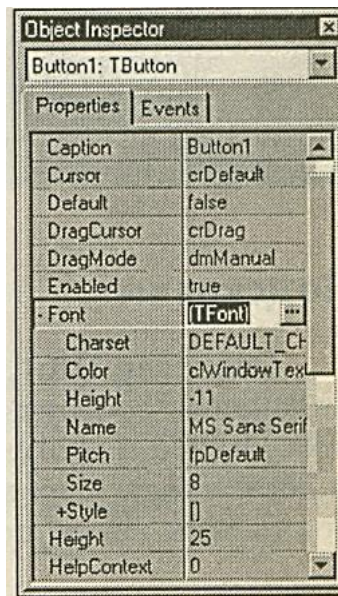 Object Inspector
Button1: TButton
Properties Events
Caption Button1
Cursor crDefault
Default false
DragCursor crDrag
DragMode dmManual
Enabled true
- Font (TFont) ...
Charset DEFAULT_CH
Color clWindowText
Height -11
Name MS Sans Serif
Pitch fpDefault
Size 8
+Style []
Height 25
HelpContext 0